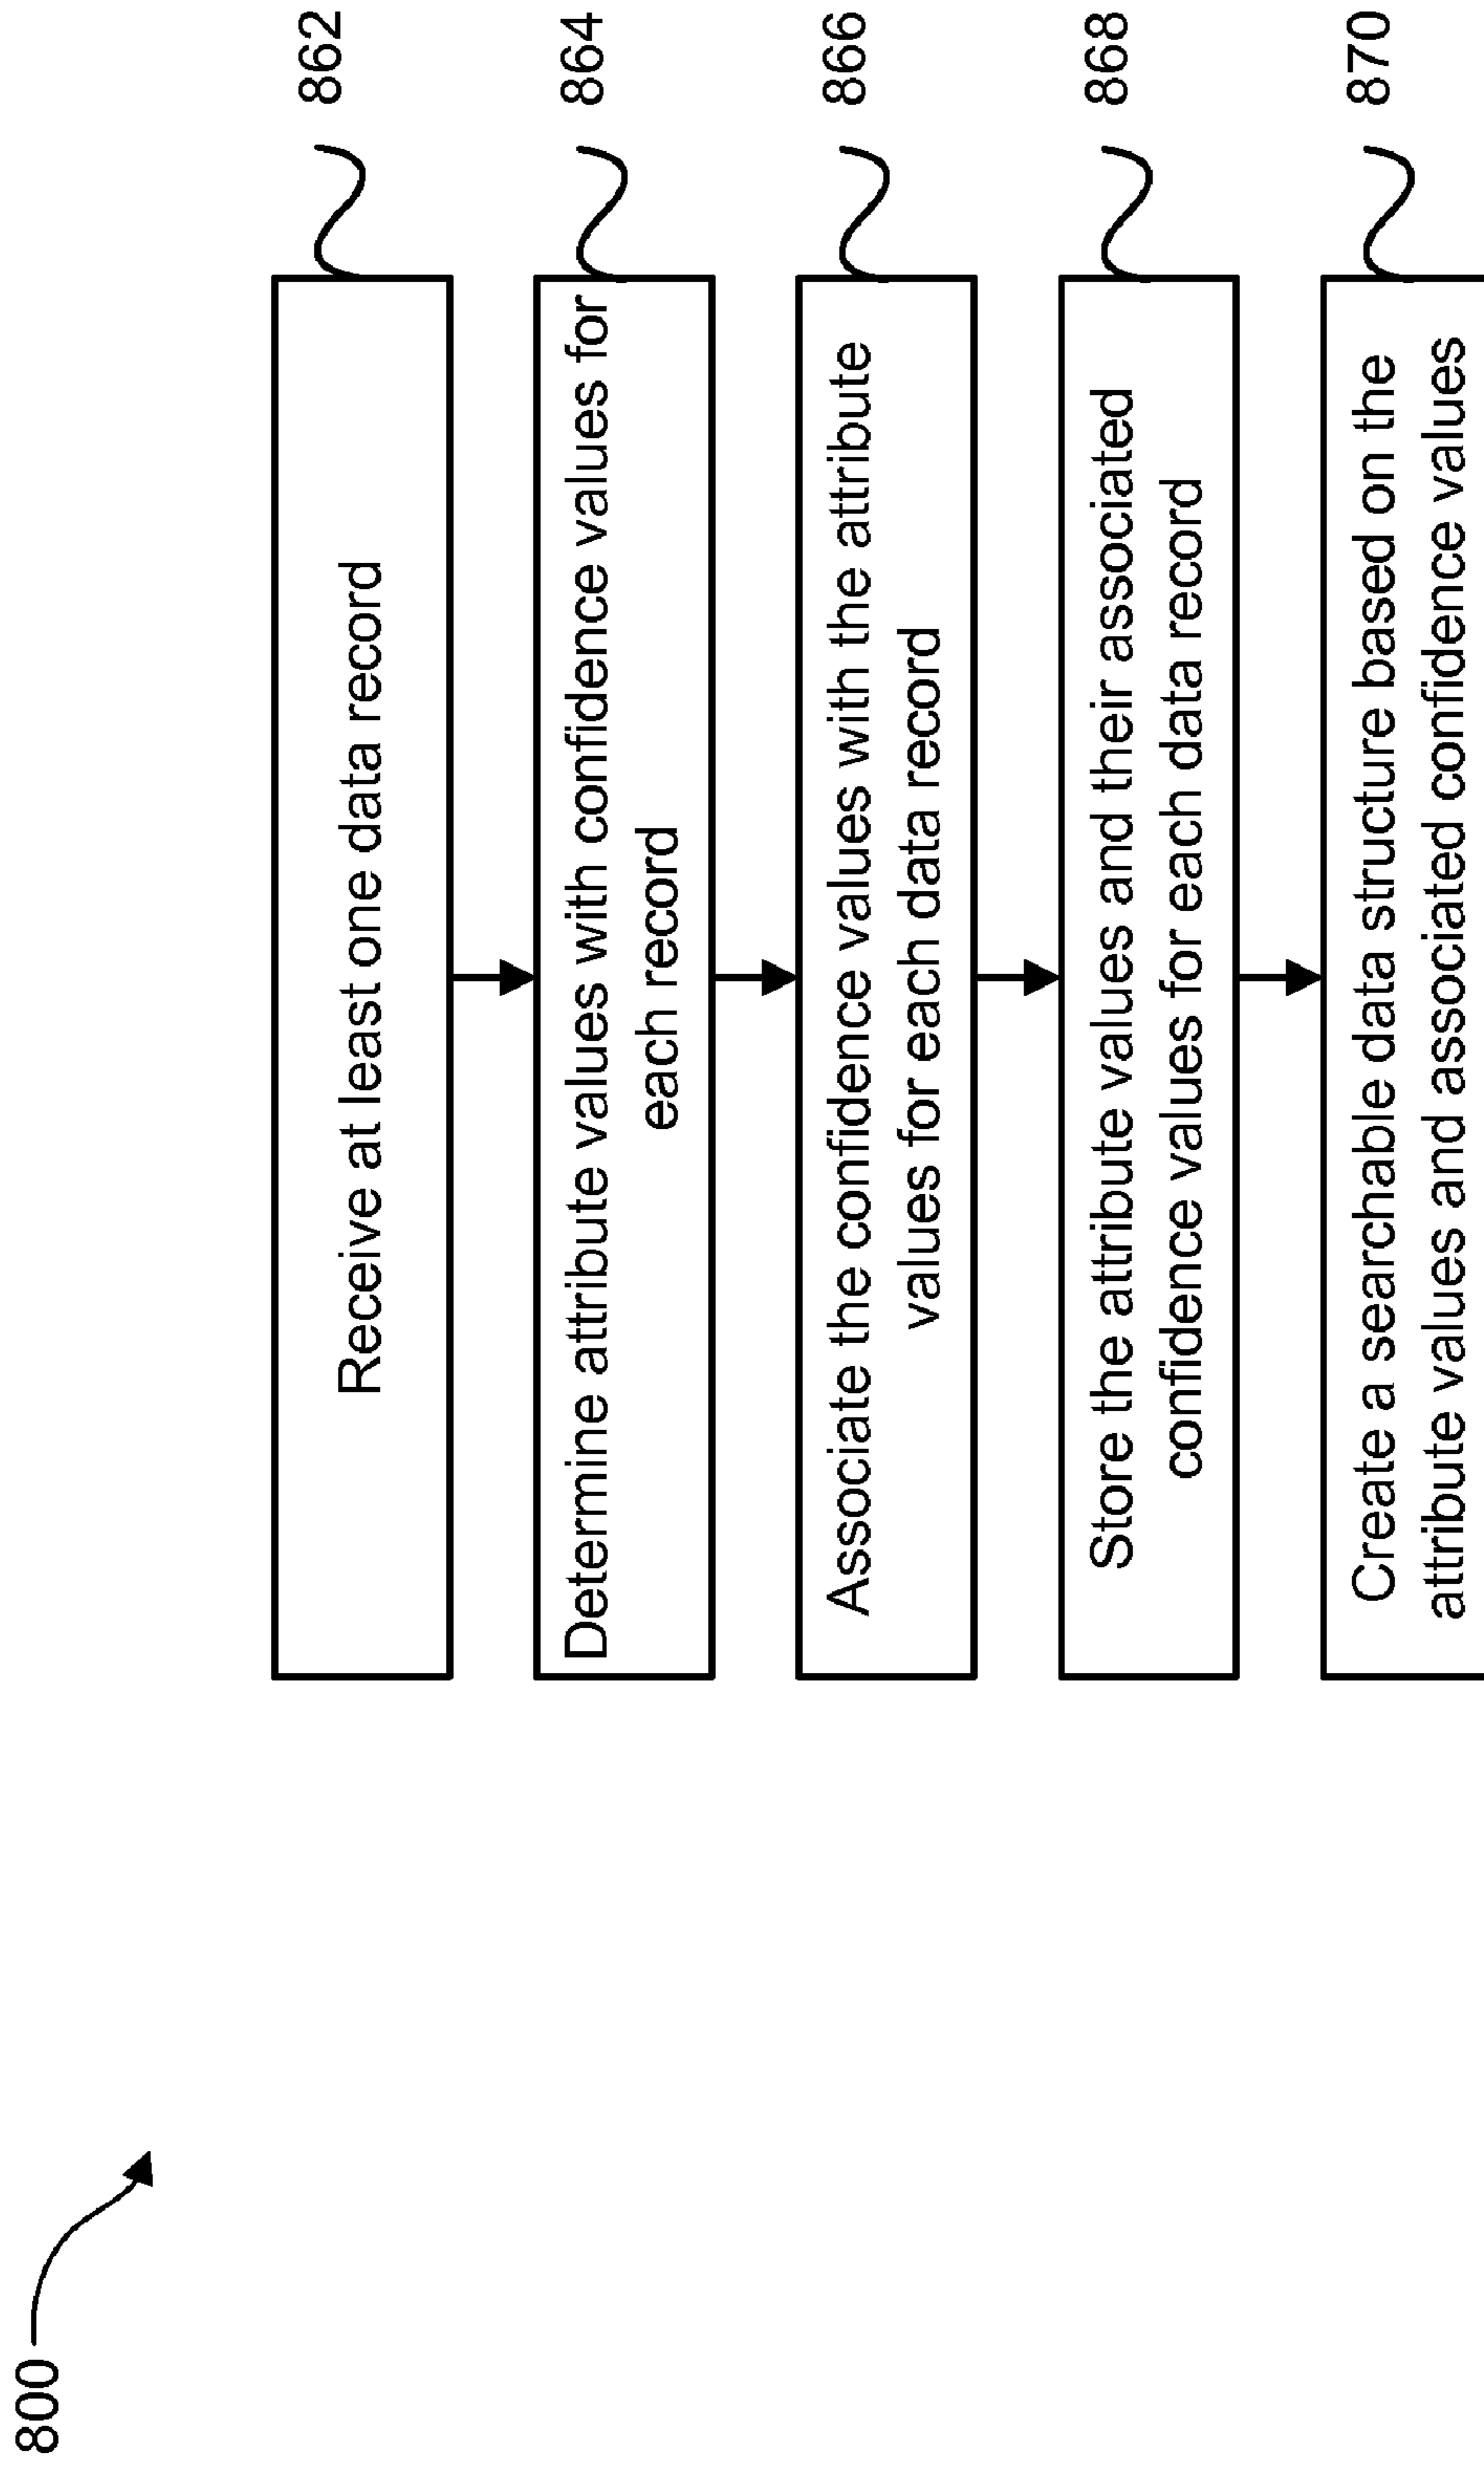 800
Receive at least one data record
862
Determine attribute values with confidence values for
each record
864
Associate the confidence values with the attribute
values for each data record
866
Store the attribute values and their associated
confidence values for each data record
868
Create a searchable data structure based on the
attribute values and associated confidence values
870